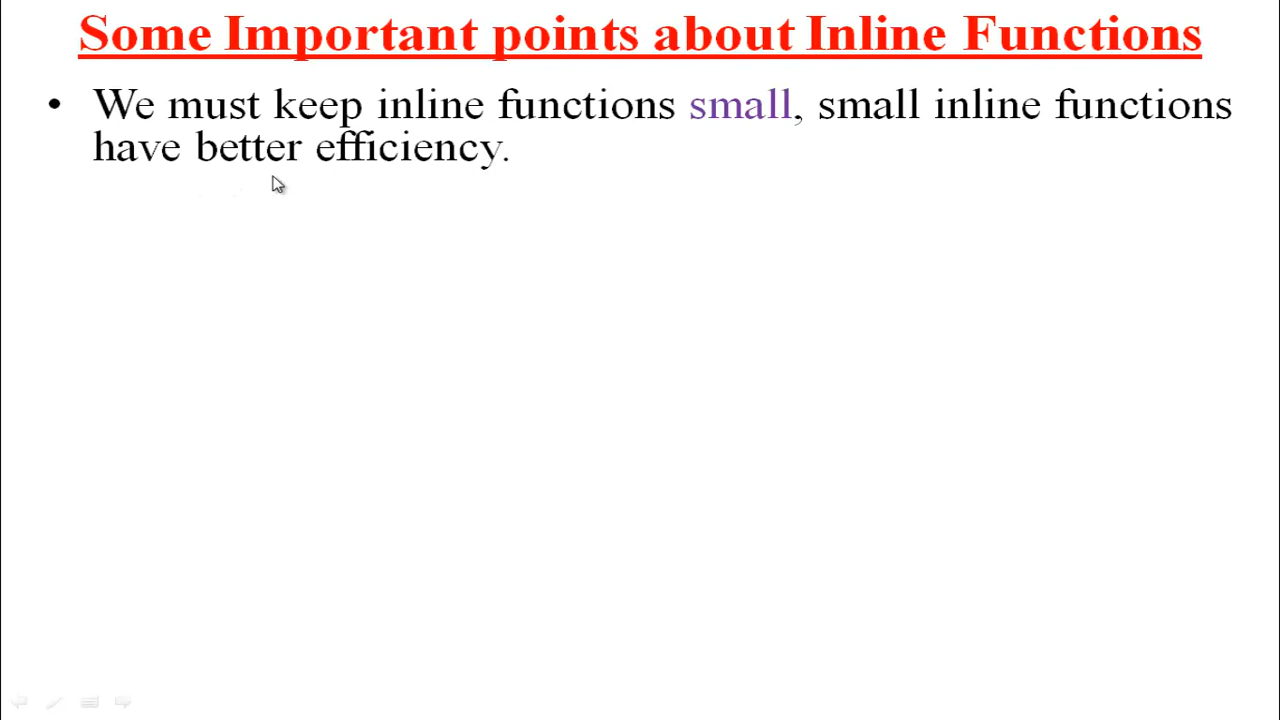 Some Important points about Inline Functions
• We must keep inline functions small, small inline functions
have better efficiency.